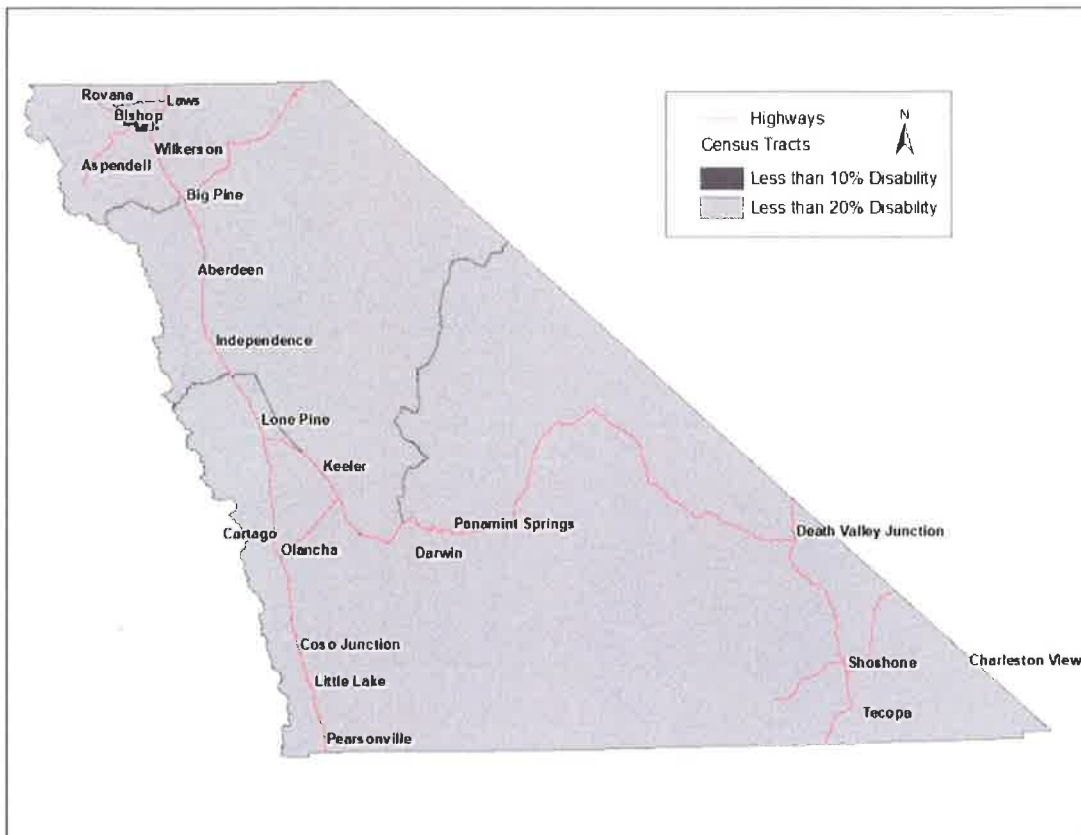 Rovana
Laws
Bishop
Wilkerson
Aspendell
Big Pine
Aberdeen
Independence
Lone Pine
Keeler
Cartago
Olancha
Darwin
Panamint Springs
Death Valley Junction
Coso Junction
Little Lake
Pearsonville
Shoshone
Charleston View
Tecopa
Highways
N
Census Tracts
Less than 10% Disability
Less than 20% Disability